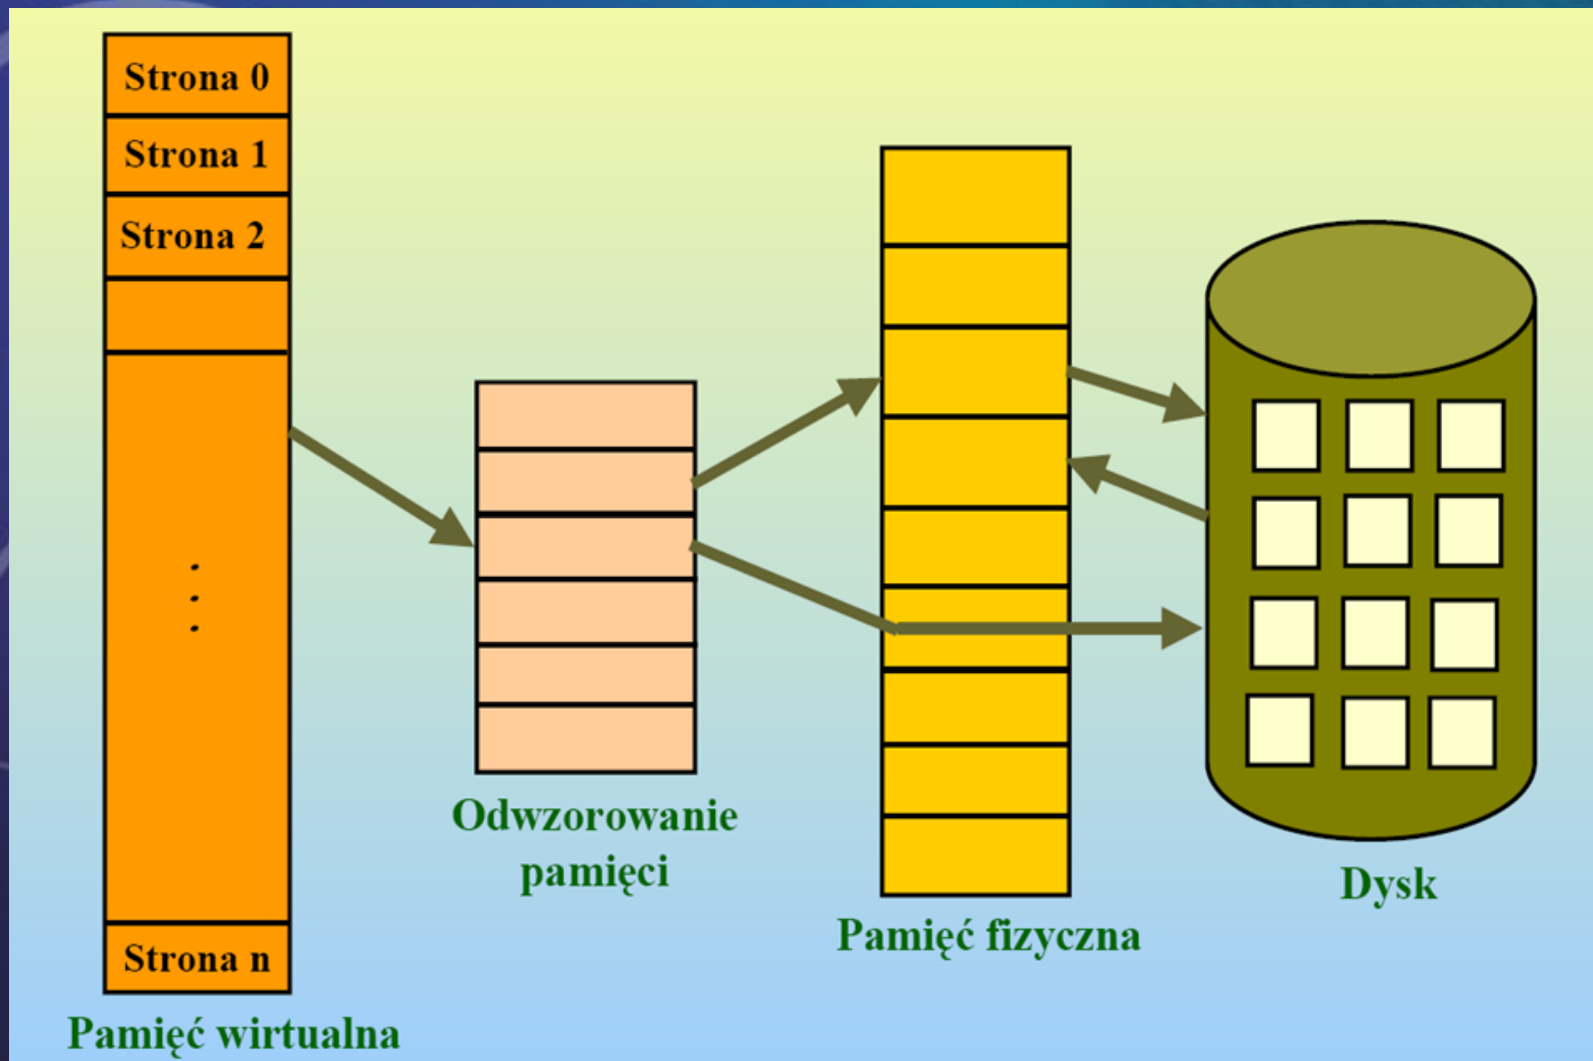 Strona 0
Strona 1
Strona 2
.
.
.
Strona n
Pamięć wirtualna
Odwzorowanie
pamięci
Pamięć fizyczna
Dysk